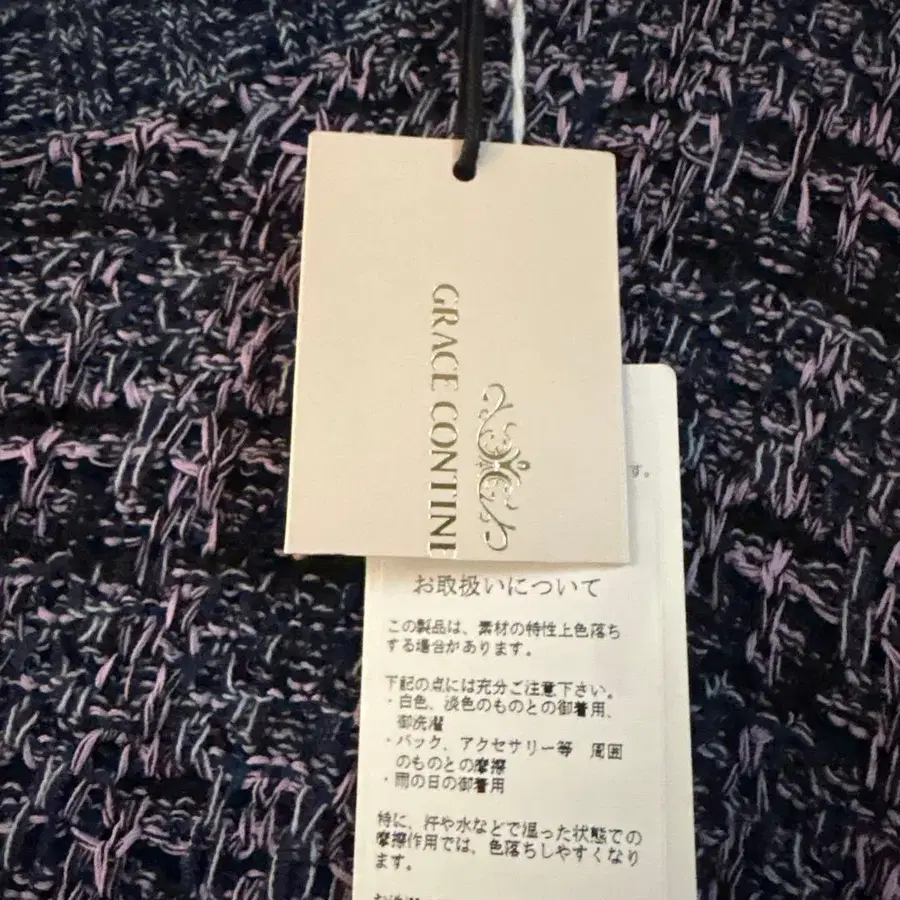 GRACE CONTINE
す。
お取扱いについて
この製品は、素材の特性上色落ち
する場合があります。
下記の点には充分ご注意下さい。
・白色、淡色のものとの御着用、
御洗濯
・バック、アクセサリー等　周囲
のものとの摩擦
・雨の日の御着用
特に、汗や水などで湿った状態での
摩擦作用では、色落ちしやすくなり
ます。